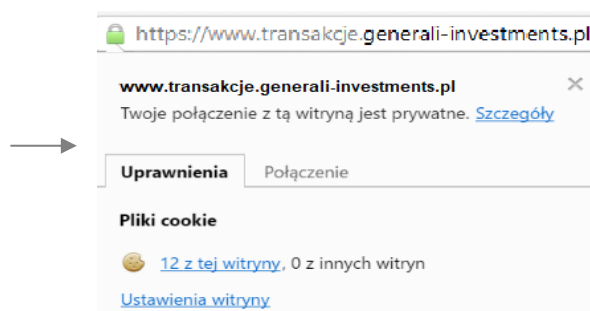 https://www.transakcje.generali-investments.pl
www.transakcje.generali-investments.pl
Twoje połączenie z tą witryną jest prywatne. Szczegóły
Uprawnienia Połączenie
Pliki cookie
12 z tej witryny, 0 z innych witryn
Ustawienia witryny